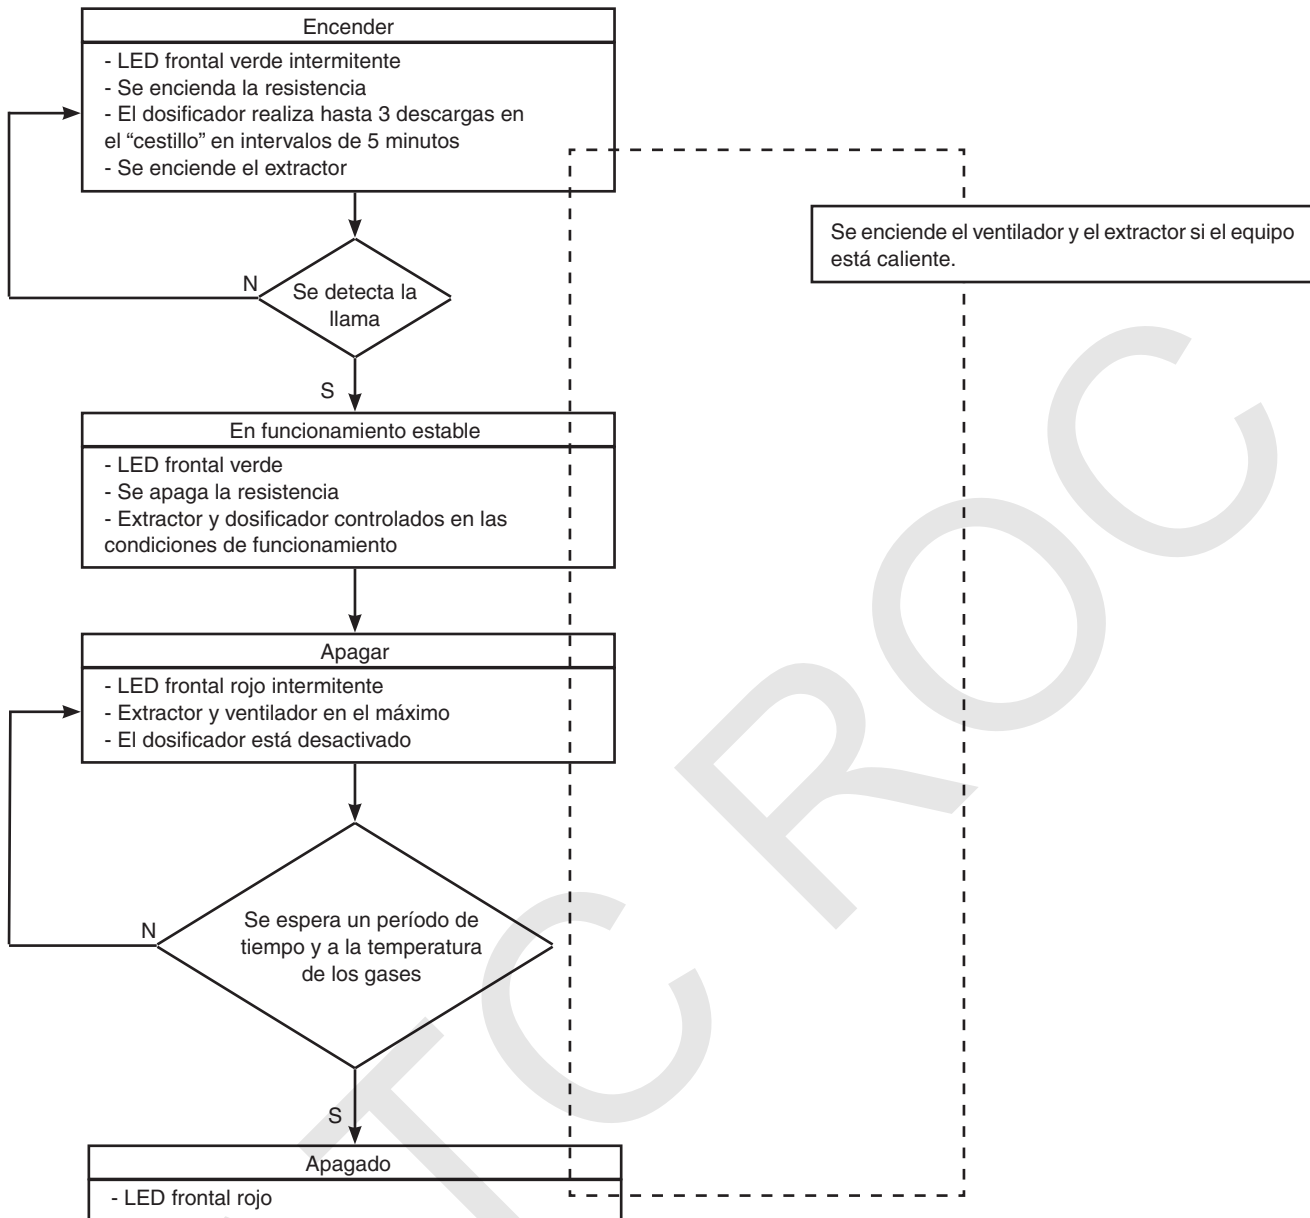 Encender
- LED frontal verde intermitente
- Se encienda la resistencia
- El dosificador realiza hasta 3 descargas en
el “cestillo” en intervalos de 5 minutos
- Se enciende el extractor
Se enciende el ventilador y el extractor si el equipo
está caliente.
N
Se detecta la
llama
S
En funcionamiento estable
- LED frontal verde
- Se apaga la resistencia
- Extractor y dosificador controlados en las
condiciones de funcionamiento
Apagar
- LED frontal rojo intermitente
- Extractor y ventilador en el máximo
- El dosificador está desactivado
N
Se espera un período de
tiempo y a la temperatura
de los gases
S
Apagado
- LED frontal rojo
TC ROC